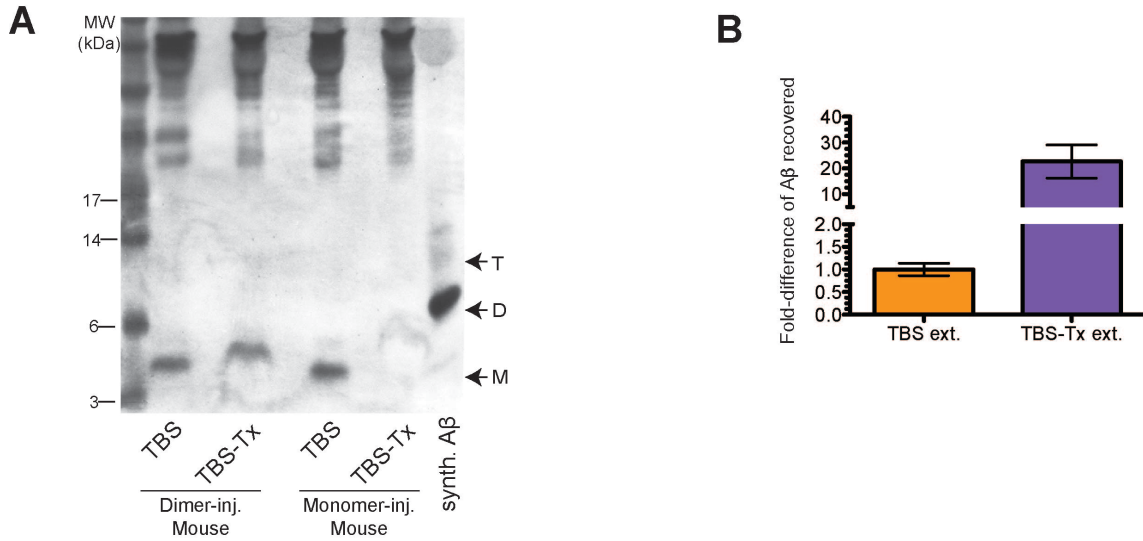 A
MW
(kDa)
17
14
6
3
T
D
M
TBS
TBS-Tx
TBS
TBS-Tx
synth. Aβ
Dimer-inj.
Mouse
Monomer-inj.
Mouse
B
Fold-difference of Aβ recovered
40
30
20
10
2.0
1.5
1.0
0.5
0.0
TBS ext.
TBS-Tx ext.